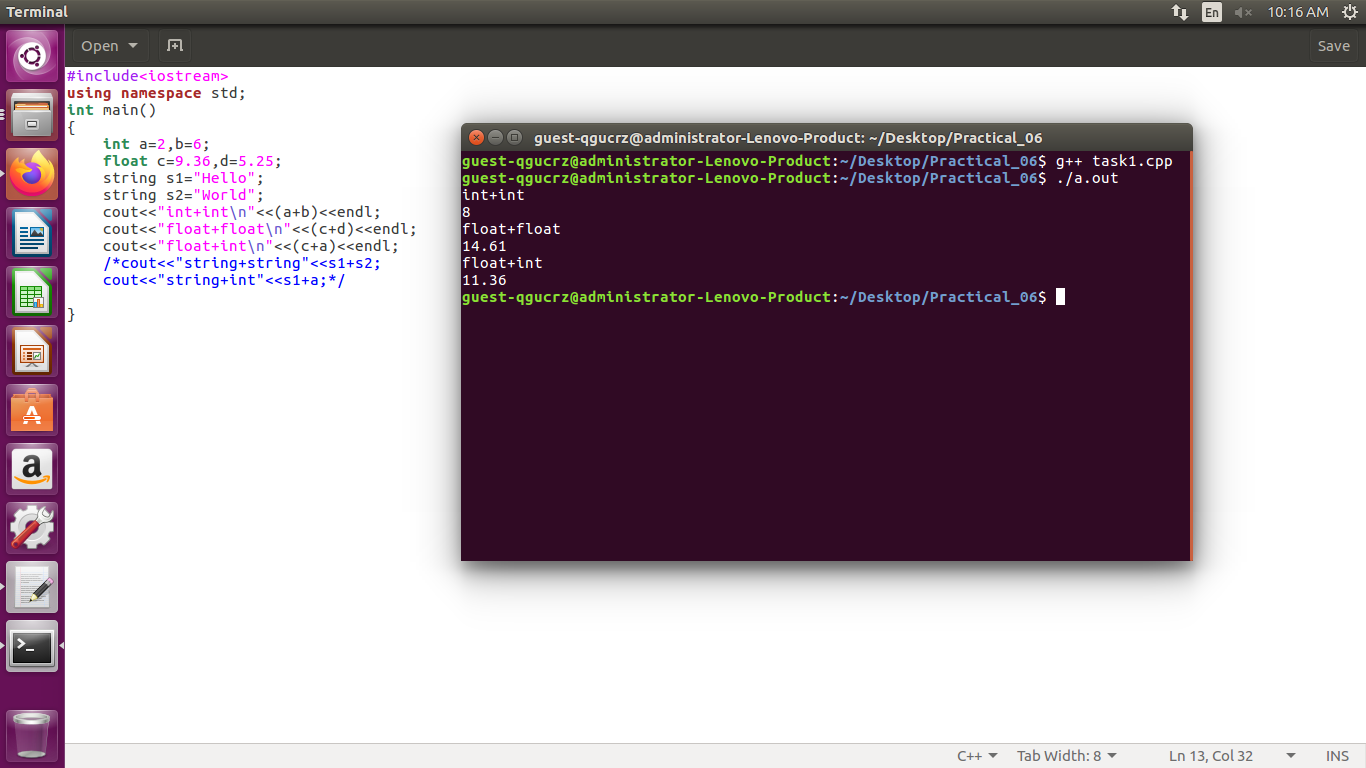 Terminal
En
10:16 AM
Open
Save
#include<iostream>
using namespace std;
int main()
{
    int a=2,b=6;
    float c=9.36,d=5.25;
    string s1="Hello";
    string s2="World";
    cout<<"int+int\n"<<(a+b)<<endl;
    cout<<"float+float\n"<<(c+d)<<endl;
    cout<<"float+int\n"<<(c+a)<<endl;
    /*cout<<"string+string"<<s1+s2;
    cout<<"string+int"<<s1+a;*/
}
guest-qgucrz@administrator-Lenovo-Product: ~/Desktop/Practical_06
guest-qgucrz@administrator-Lenovo-Product:~/Desktop/Practical_06$ g++ task1.cpp
guest-qgucrz@administrator-Lenovo-Product:~/Desktop/Practical_06$ ./a.out
int+int
8
float+float
14.61
float+int
11.36
guest-qgucrz@administrator-Lenovo-Product:~/Desktop/Practical_06$
C++ Tab Width: 8 Ln 13, Col 32 INS